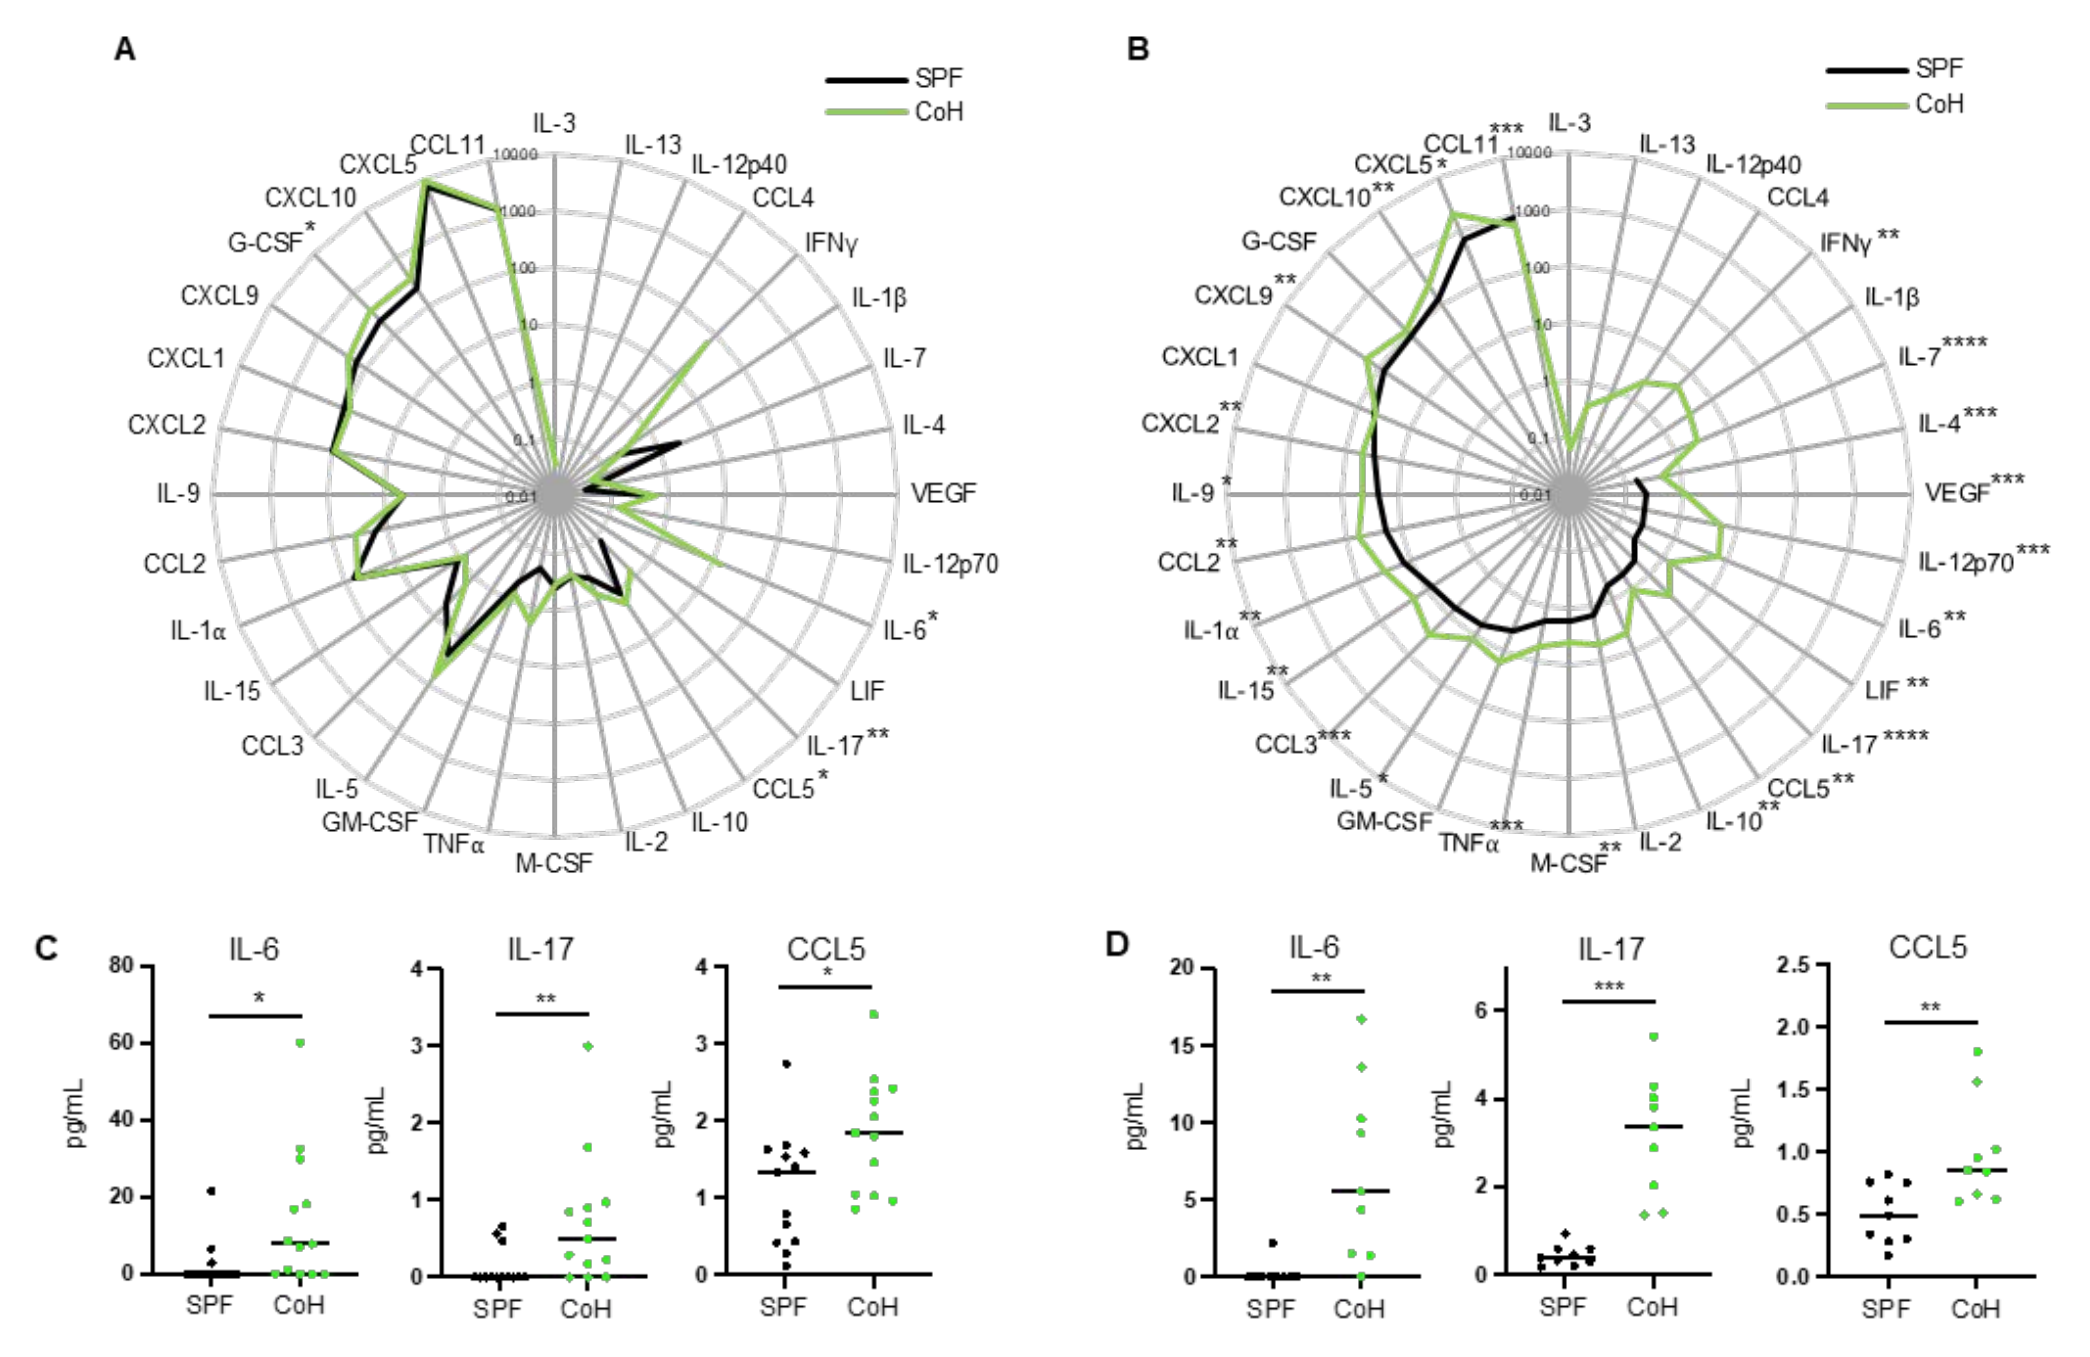 A
SPF
CoH
IL-3
IL-13
IL-12p40
CCL4
IFNγ
IL-1β
IL-7
IL-4
VEGF
IL-12p70
IL-6*
LIF
IL-17**
CCL5*
IL-10
IL-2
M-CSF
TNFα
GM-CSF
IL-5
CCL3
IL-15
IL-1α
CCL2
IL-9
CXCL2
CXCL1
CXCL9
G-CSF*
CXCL10
CXCL5
CCL11
10000
1000
100
10
1
0.1
0.01
B
SPF
CoH
IL-3
IL-13
IL-12p40
CCL4
IFNγ**
IL-1β
IL-7****
IL-4***
VEGF***
IL-12p70***
IL-6**
LIF**
IL-17****
CCL5**
IL-10**
IL-2
M-CSF**
TNFα***
GM-CSF
IL-5*
CCL3***
IL-15**
IL-1α**
CCL2**
IL-9*
CXCL2**
CXCL1
CXCL9**
G-CSF
CXCL10**
CXCL5*
CCL11***
10000
1000
100
10
1
0.1
0.01
C
IL-6
*
80
60
40
20
0
pg/mL
SPF CoH
IL-17
**
4
3
2
1
0
pg/mL
SPF CoH
CCL5
*
4
3
2
1
0
pg/mL
SPF CoH
D
IL-6
**
20
15
10
5
0
pg/mL
SPF CoH
IL-17
***
6
4
2
0
pg/mL
SPF CoH
CCL5
**
2.5
2.0
1.5
1.0
0.5
0.0
pg/mL
SPF CoH